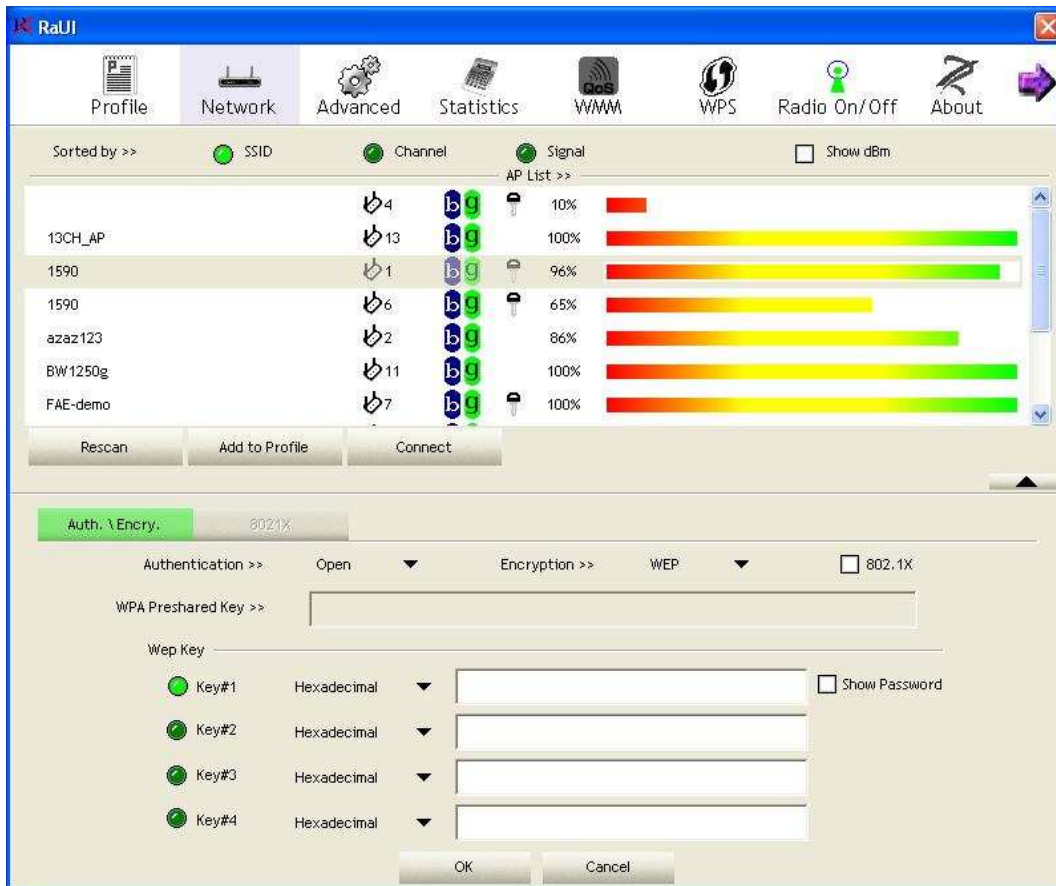 RaUI
Profile Network Advanced Statistics QoS WMM WPS Radio On/Off About
Sorted by >> SSID Channel Signal Show dBm
AP List >>
4 b g 10%
13CH_AP 13 b g 100%
1590 1 b g 96%
1590 6 b g 65%
azaz123 2 b g 86%
BW1250g 11 b g 100%
FAE-demo 7 b g 100%
Rescan Add to Profile Connect
Auth. \ Encry. 8021X
Authentication >> Open Encryption >> WEP 802.1X
WPA Preshared Key >>
Wep Key
Key#1 Hexadecimal Show Password
Key#2 Hexadecimal
Key#3 Hexadecimal
Key#4 Hexadecimal
OK Cancel